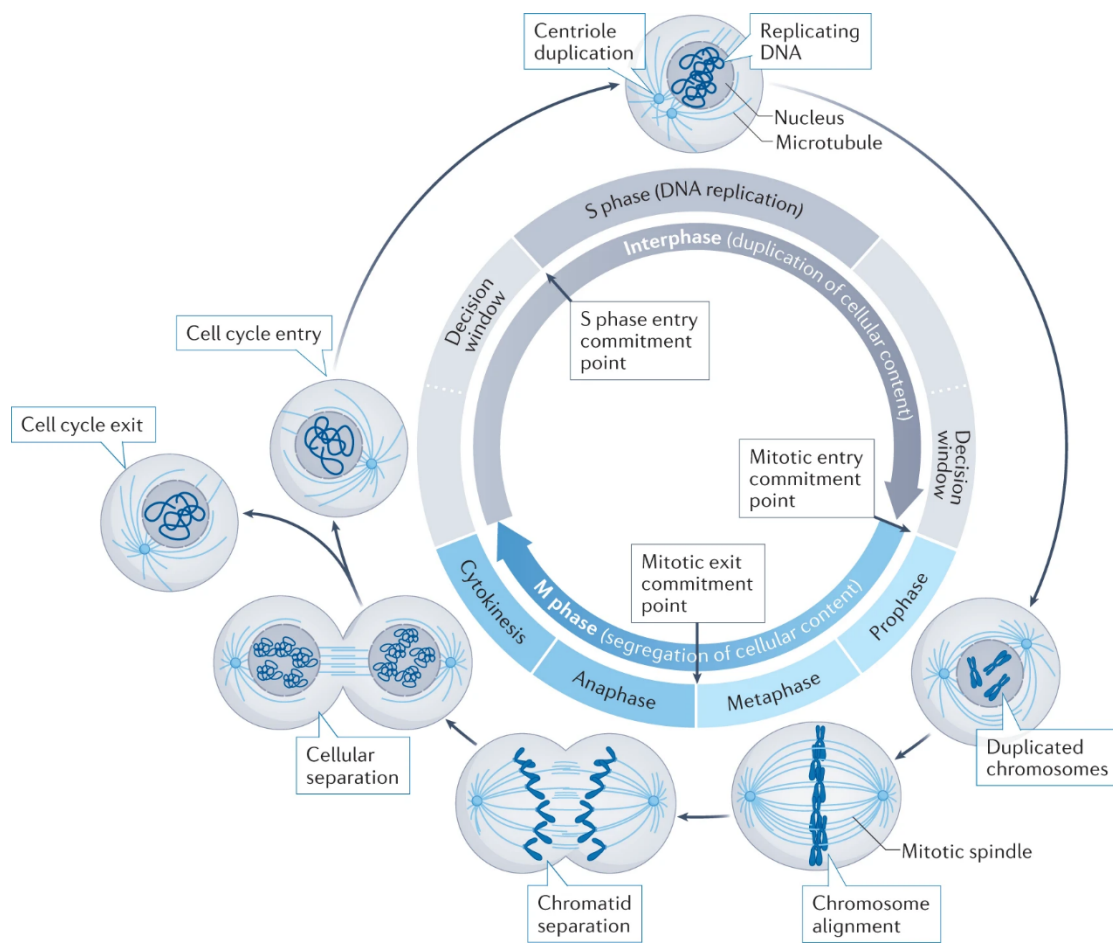 Centriole
duplication
Replicating
DNA
Nucleus
Microtubule
S phase (DNA replication)
Interphase (duplication of cellular content)
Decision
window
S phase entry
commitment
point
Cell cycle entry
Cell cycle exit
Decision
window
Mitotic entry
commitment
point
Mitotic exit
commitment
point
M phase (segregation of cellular content)
Cytokinesis
Anaphase
Metaphase
Prophase
Duplicated
chromosomes
Cellular
separation
Mitotic spindle
Chromatid
separation
Chromosome
alignment